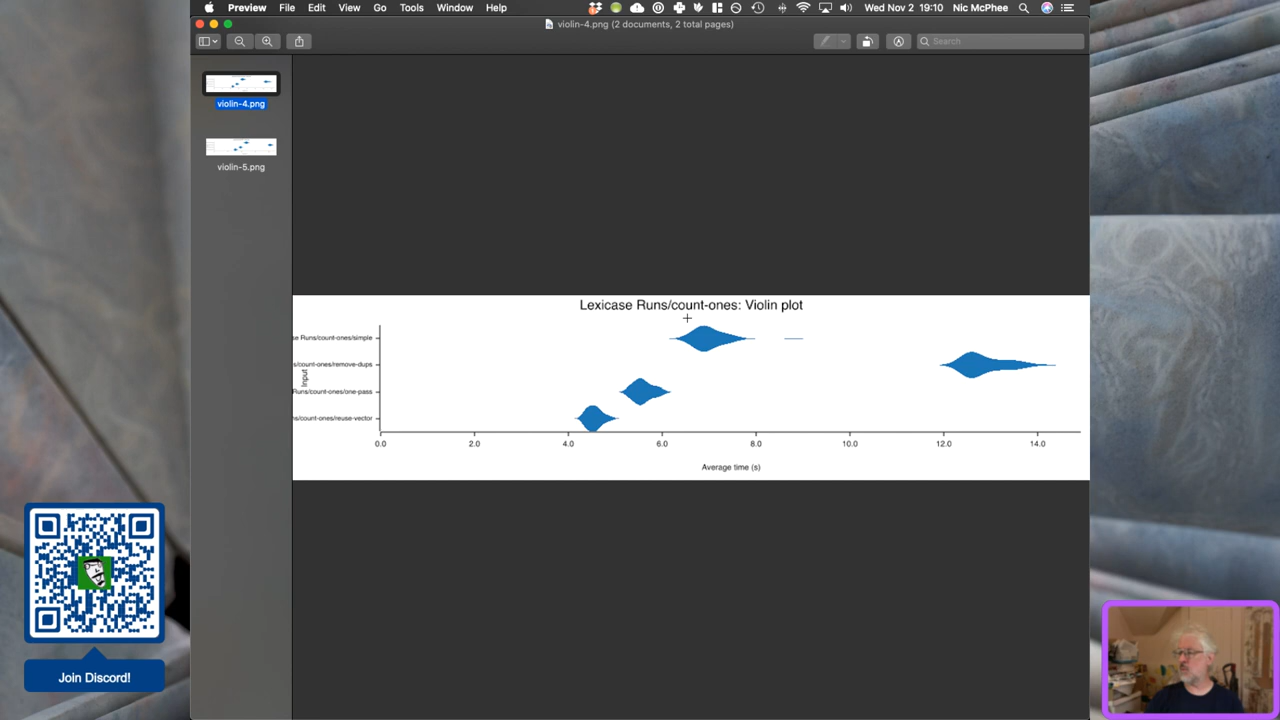 Preview File Edit View Go Tools Window Help Wed Nov 2 19:10 Nic McPhee
violin-4.png (2 documents, 2 total pages)
Search
violin-4.png
violin-5.png
Lexicase Runs/count-ones: Violin plot
se Runs/count-ones/simple
s/count-ones/remove-dups
Input
Runs/count-ones/one-pass
ns/count-ones/reuse-vector
0.0 2.0 4.0 6.0 8.0 10.0 12.0 14.0
Average time (s)
Join Discord!